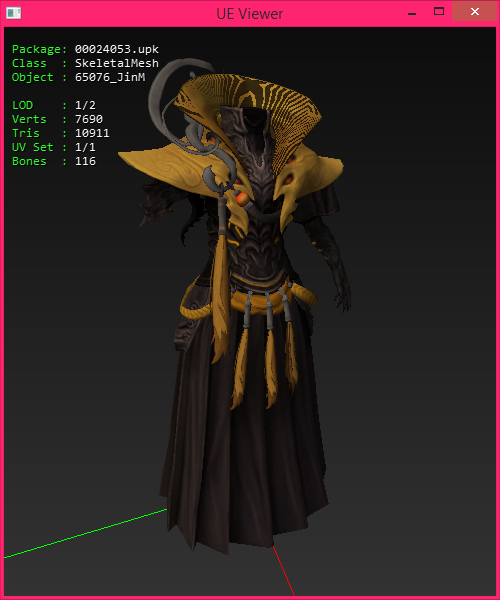 UE Viewer
Package: 00024053.upk
Class  : SkeletalMesh
Object : 65076_JinM
LOD    : 1/2
Verts  : 7690
Tris   : 10911
UV Set : 1/1
Bones  : 116